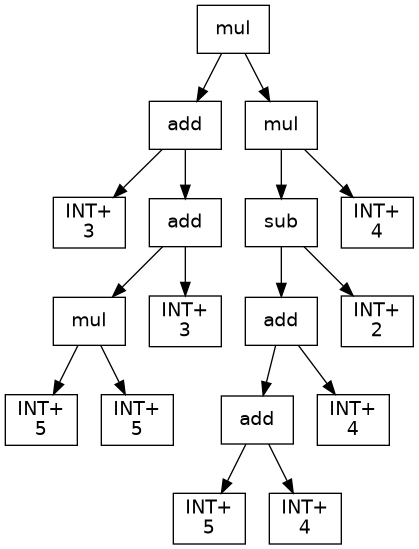 mul
add
mul
INT+
3
add
sub
INT+
4
mul
INT+
3
add
INT+
2
INT+
5
INT+
5
add
INT+
4
INT+
5
INT+
4